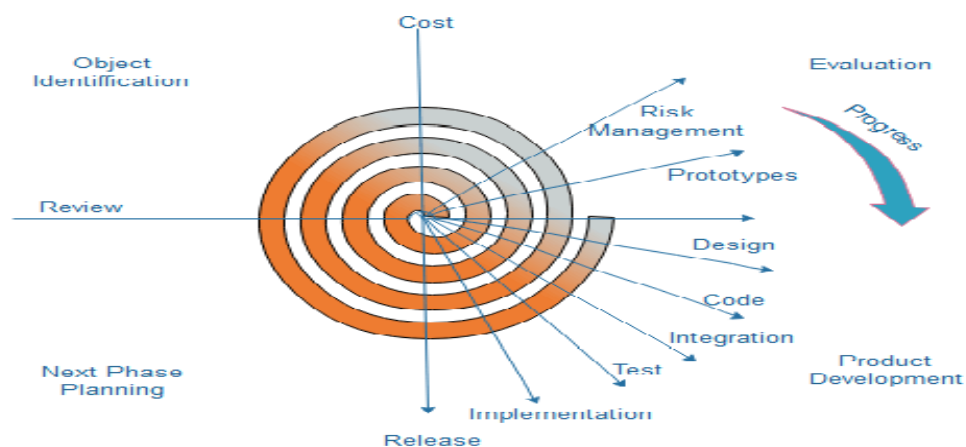 Cost
Object
Identification
Evaluation
Progress
Risk
Management
Prototypes
Review
Design
Code
Integration
Next Phase
Planning
Test
Product
Development
Implementation
Release